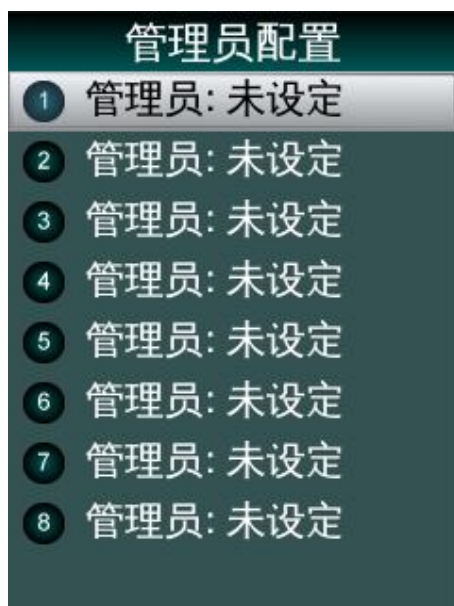 管理员配置
1 管理员: 未设定
2 管理员: 未设定
3 管理员: 未设定
4 管理员: 未设定
5 管理员: 未设定
6 管理员: 未设定
7 管理员: 未设定
8 管理员: 未设定